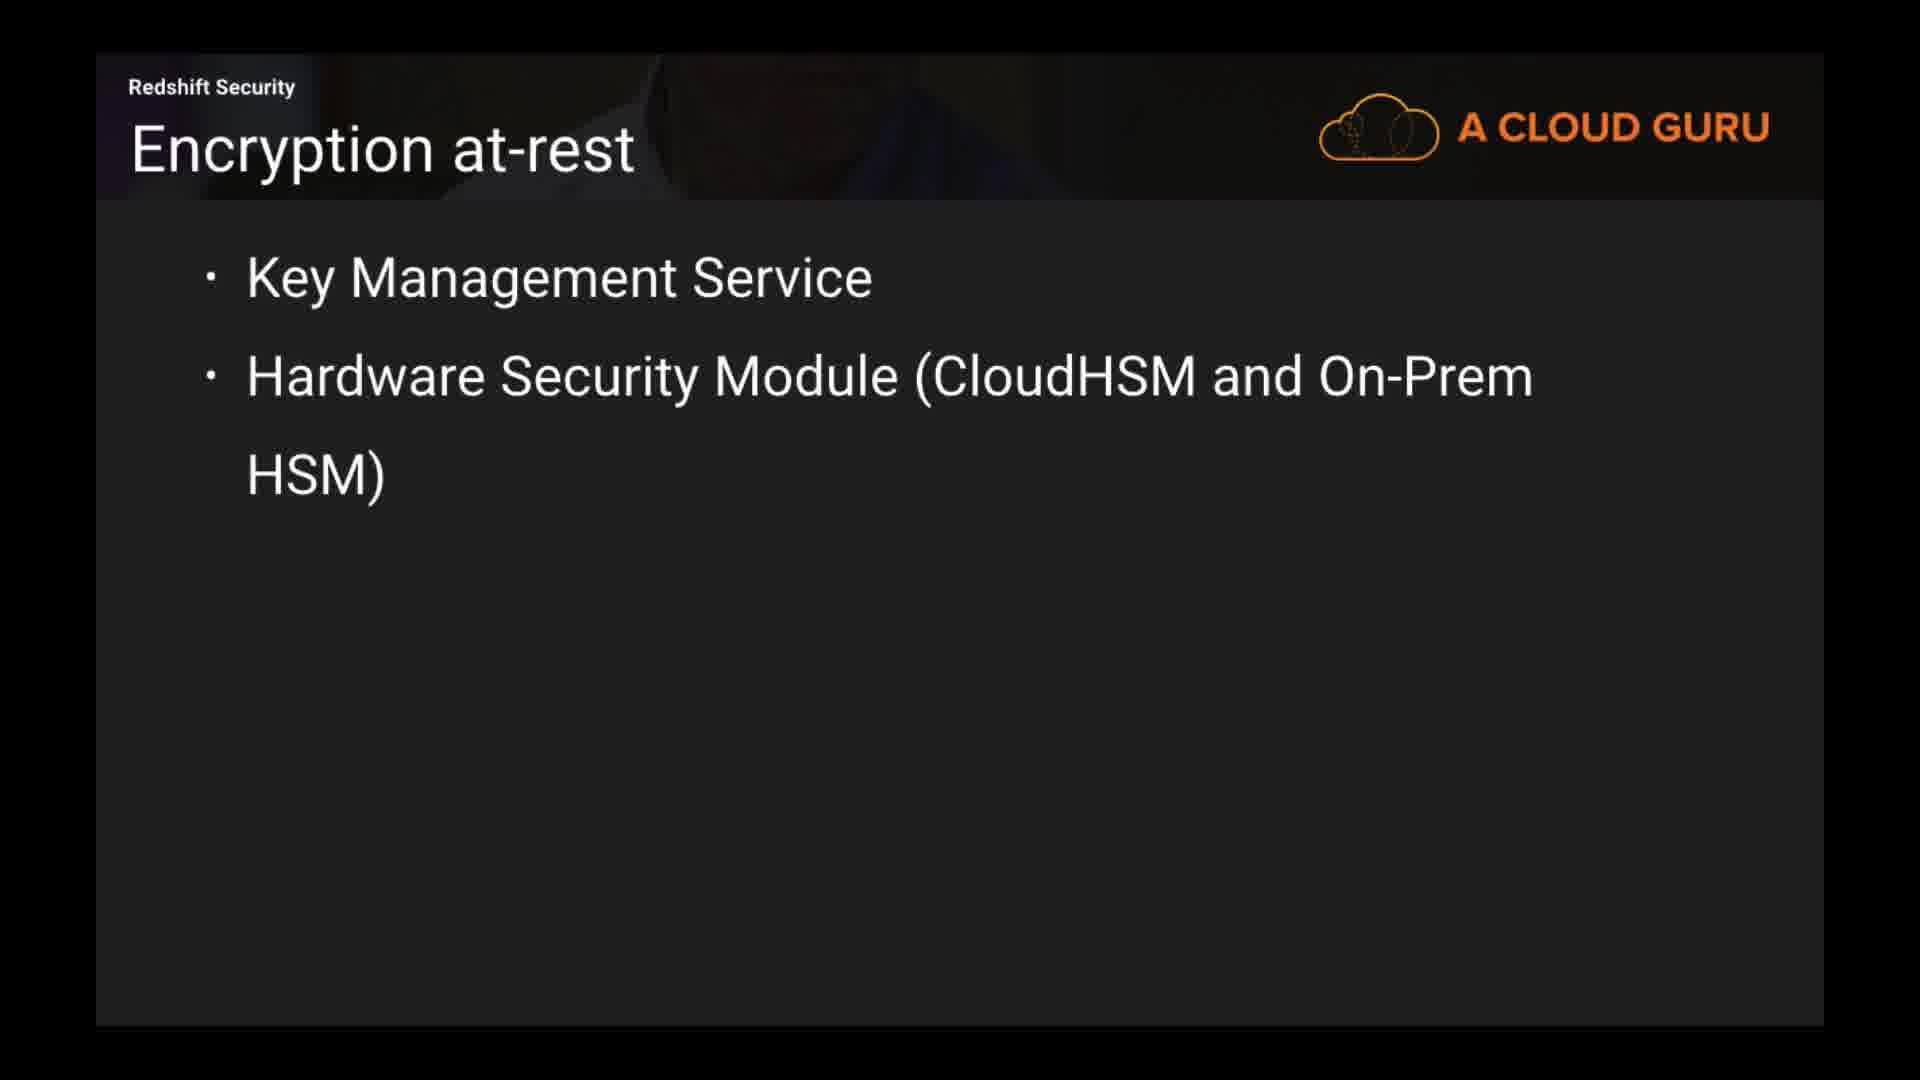 Redshift Security
Encryption at-rest
A CLOUD GURU
• Key Management Service
• Hardware Security Module (CloudHSM and On-Prem
HSM)